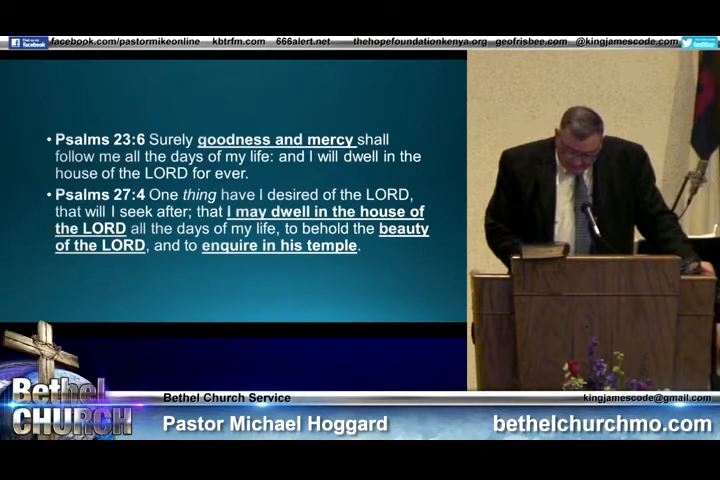 Find us on
facebook
facebook.com/pastormikeonline kbtrfm.com 666alert.net thehopefoundationkenya.org geofrisbee.com @kingjamescode.com
twitter
• Psalms 23:6 Surely goodness and mercy shall
follow me all the days of my life: and I will dwell in the
house of the LORD for ever.
• Psalms 27:4 One thing have I desired of the LORD,
that will I seek after; that I may dwell in the house of
the LORD all the days of my life, to behold the beauty
of the LORD, and to enquire in his temple.
Bethel
CHURCH
Bethel Church Service
kingjamescode@gmail.com
Pastor Michael Hoggard
bethelchurchmo.com